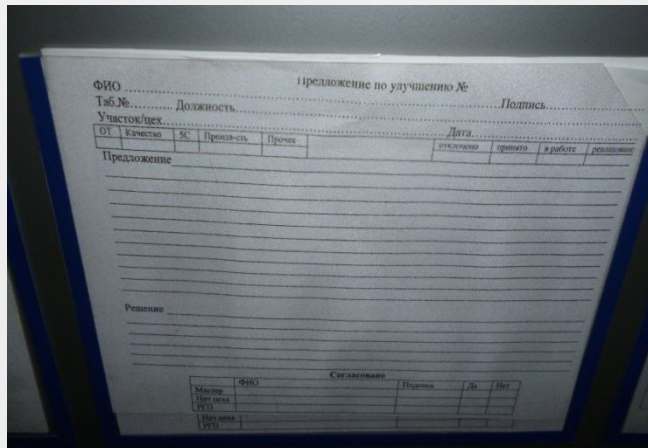 Предложение по улучшению №
ФИО
Таб.№ Должность Подпись
Участок/цех Дата
ОТ Качество 5С Произв-сть Прочее отклонено принято в работе реализовано
Предложение
Решение
Согласовано
ФИО Подпись Да Нет
Мастер
Нач цеха
РГП
Нач цеха
РГП